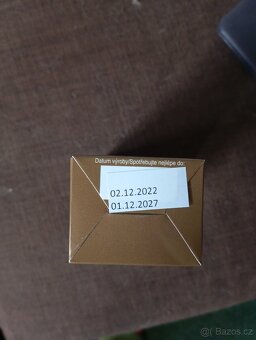 Datum výroby/Spotřebujte nejlépe do:
02.12.2022
01.12.2027
Bazos.cz